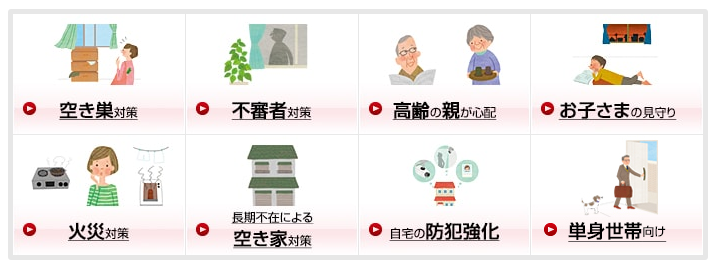 空き巣対策
不審者対策
高齢の親が心配
お子さまの見守り
火災対策
長期不在による
空き家対策
自宅の防犯強化
単身世帯向け